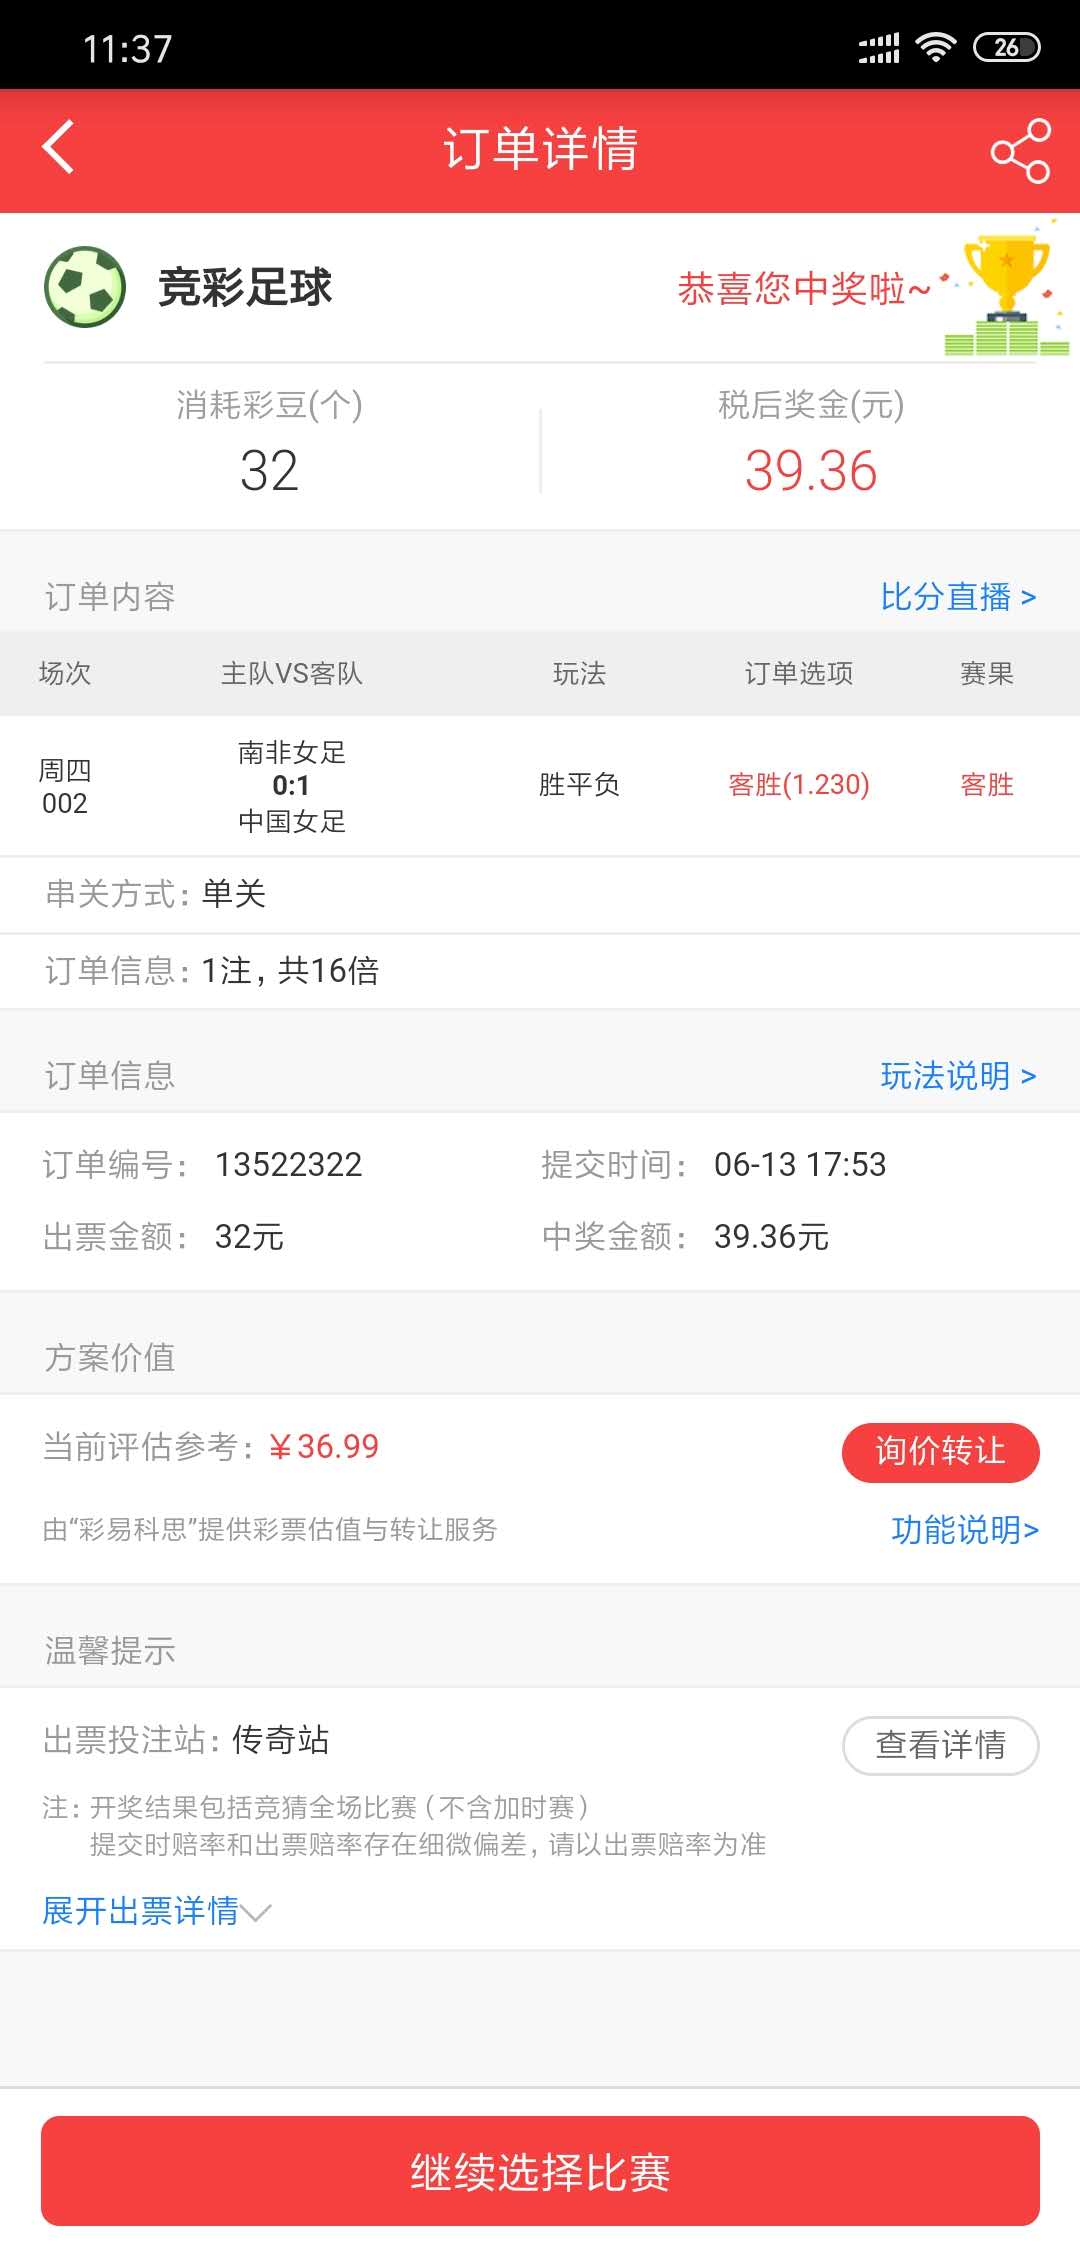 11:37
26
订单详情
竞彩足球
恭喜您中奖啦~
消耗彩豆(个) 税后奖金(元)
32 39.36
订单内容 比分直播 >
场次 主队VS客队 玩法 订单选项 赛果
周四
002
南非女足
0:1
中国女足
胜平负 客胜(1.230) 客胜
串关方式：单关
订单信息：1注，共16倍
订单信息 玩法说明 >
订单编号： 13522322 提交时间： 06-13 17:53
出票金额： 32元 中奖金额： 39.36元
方案价值
当前评估参考：￥36.99
询价转让
由“彩易科思”提供彩票估值与转让服务 功能说明>
温馨提示
出票投注站：传奇站
查看详情
注：开奖结果包括竞猜全场比赛（不含加时赛）
提交时赔率和出票赔率存在细微偏差，请以出票赔率为准
展开出票详情
继续选择比赛